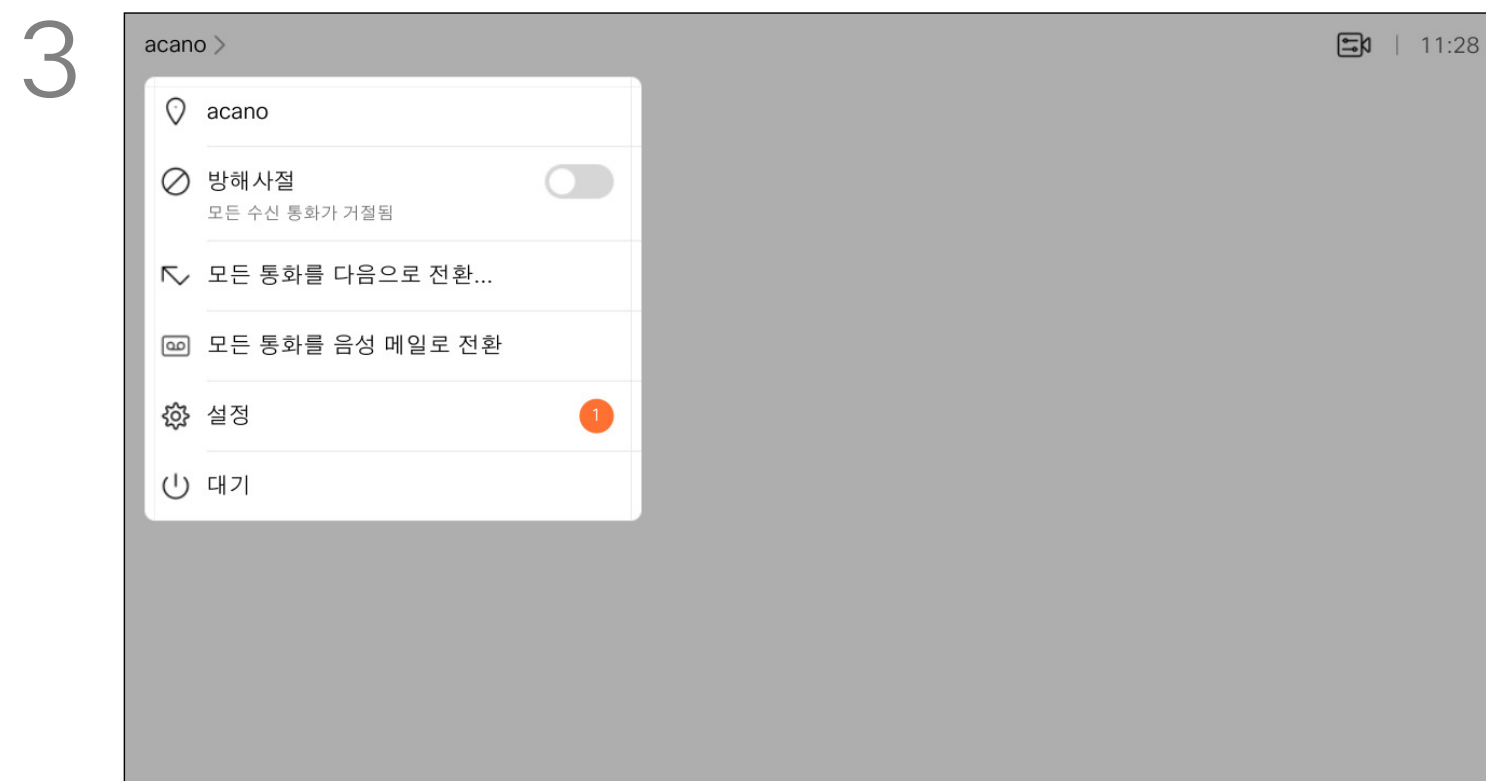 3
acano >
11:28
acano
방해사절
모든 수신 통화가 거절됨
모든 통화를 다음으로 전환...
모든 통화를 음성 메일로 전환
설정
1
대기